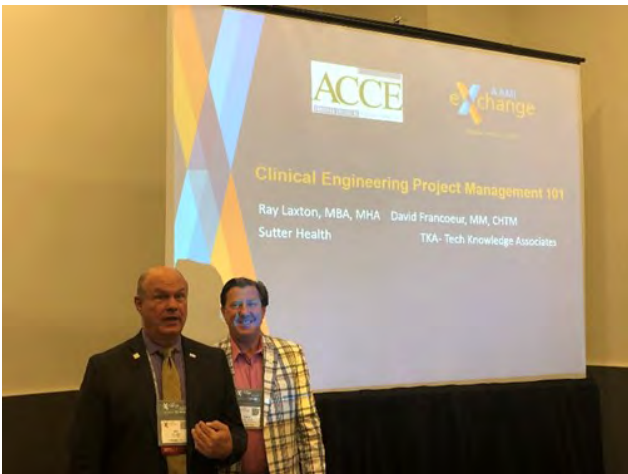 ACCE
AAMI
eXchange
Clinical Engineering Project Management 101
Ray Laxton, MBA, MHA David Francoeur, MM, CHTM
Sutter Health TKA- Tech Knowledge Associates